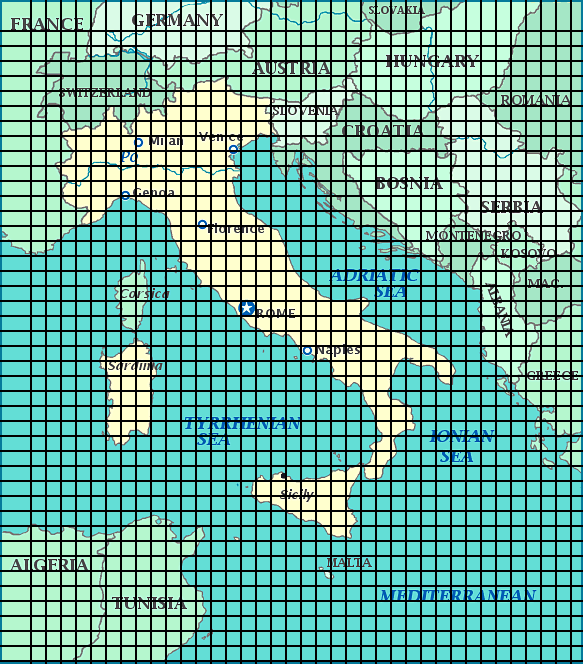 SLOVAKIA
FRANCE
GERMANY
HUNGARY
AUSTRIA
SWITZERLAND
ROMANIA
SLOVENIA
CROATIA
Venice
Milan
Po
BOSNIA
Genoa
SERBIA
Florence
MONTENEGRO
KOSOVO
ADRIATIC
SEA
MAC.
Corsica
ALBANIA
ROME
Naples
Sardinia
GREECE
TYRRHENIAN
SEA
IONIAN
SEA
Sicily
MALTA
ALGERIA
MEDITERRANEAN
TUNISIA